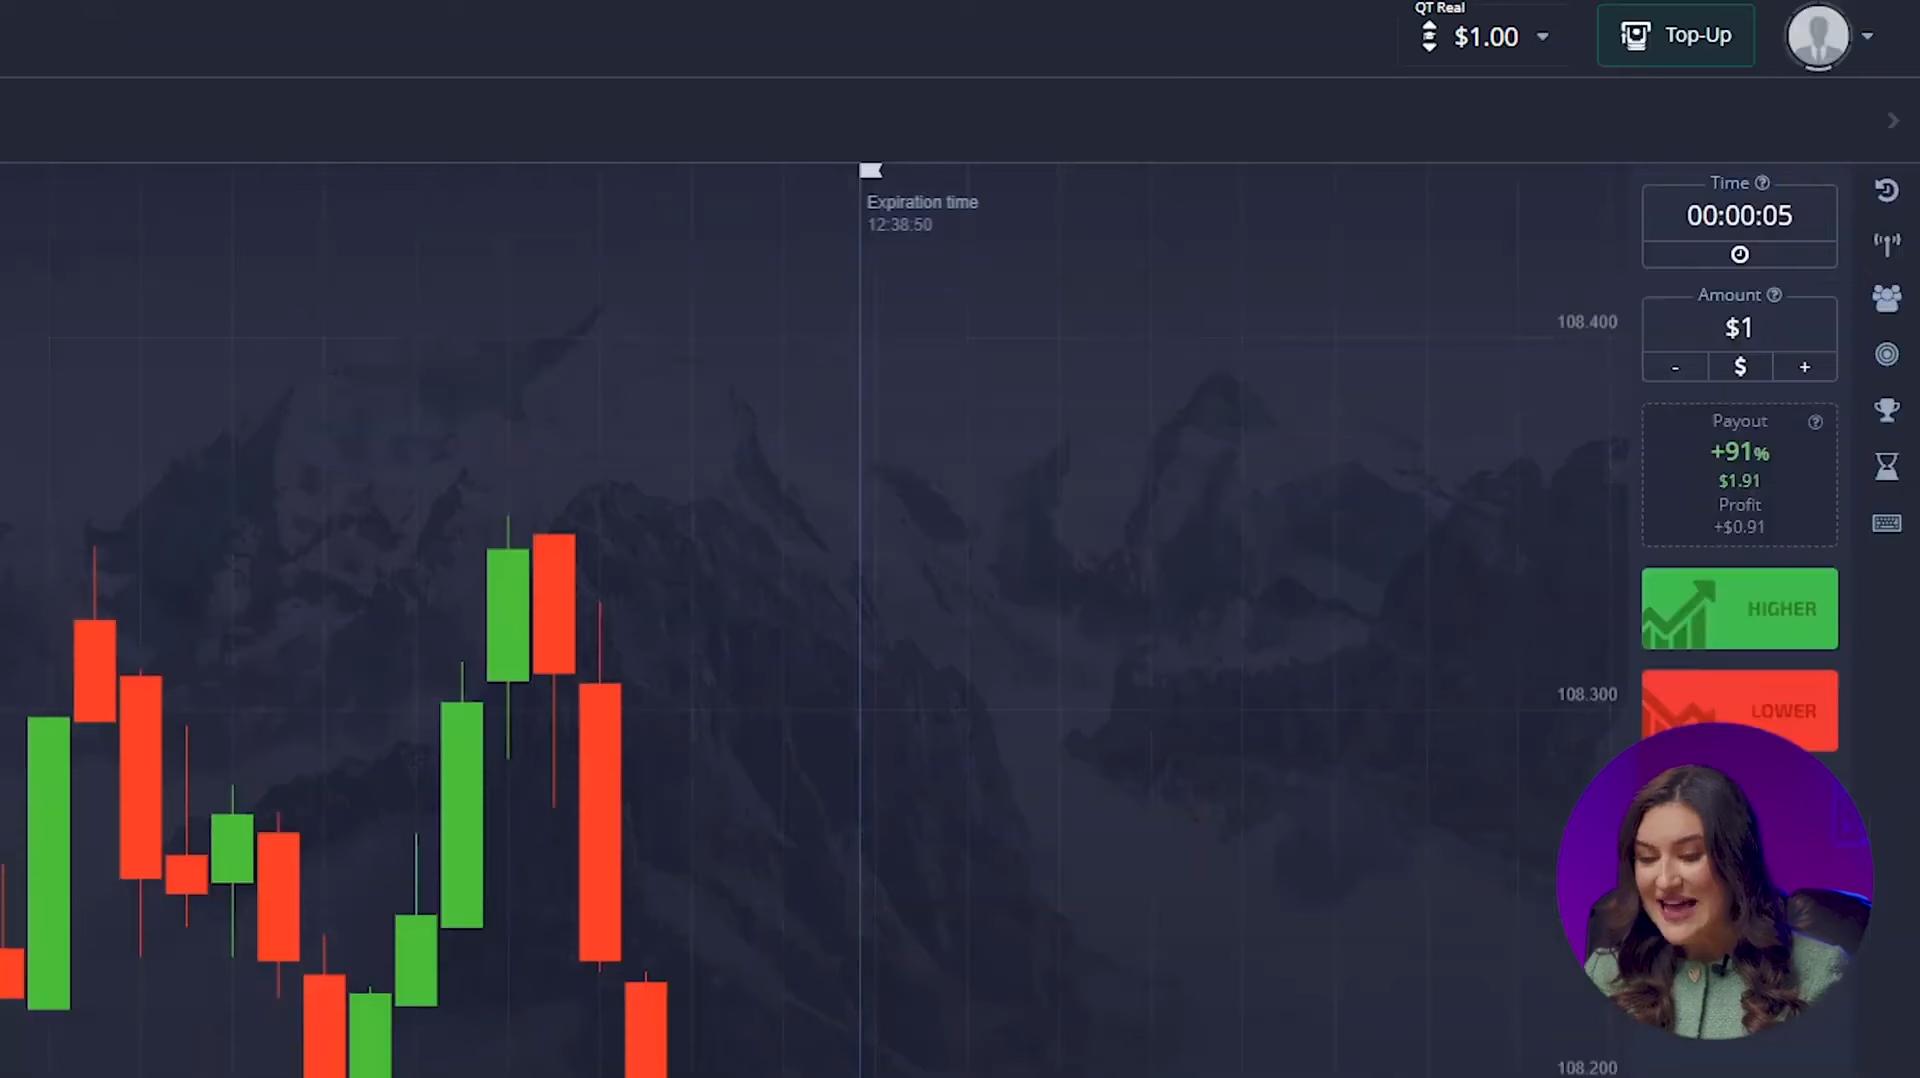 QT Real
$1.00
Top-Up
Expiration time
12:38:50
Time
00:00:05
Amount
$1
- $ +
Payout
+91%
$1.91
Profit
+$0.91
HIGHER
LOWER
108.400
108.300
108.200